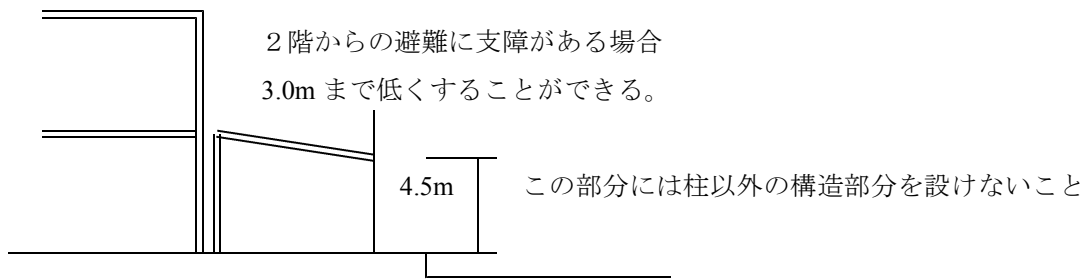 ２階からの避難に支障がある場合
3.0m まで低くすることができる。
4.5m
この部分には柱以外の構造部分を設けないこと